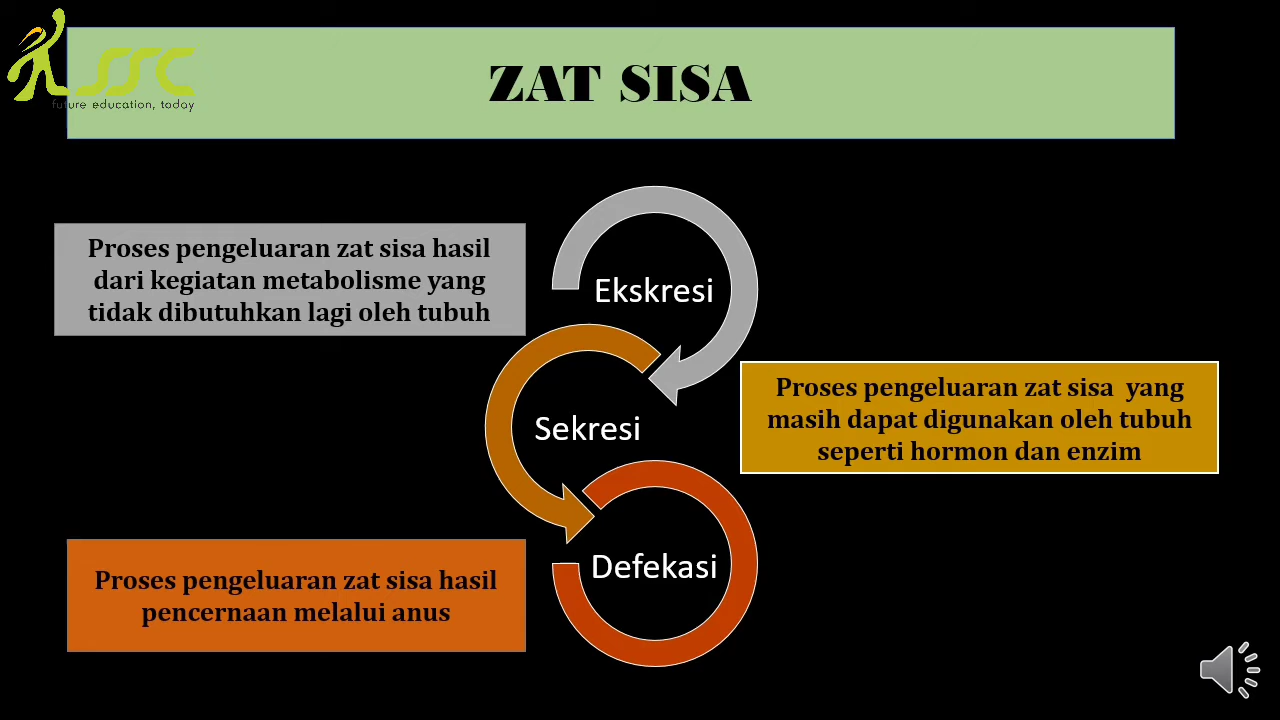 SSC
future education, today
ZAT SISA
Proses pengeluaran zat sisa hasil
dari kegiatan metabolisme yang
tidak dibutuhkan lagi oleh tubuh
Ekskresi
Proses pengeluaran zat sisa  yang
masih dapat digunakan oleh tubuh
seperti hormon dan enzim
Sekresi
Proses pengeluaran zat sisa hasil
pencernaan melalui anus
Defekasi